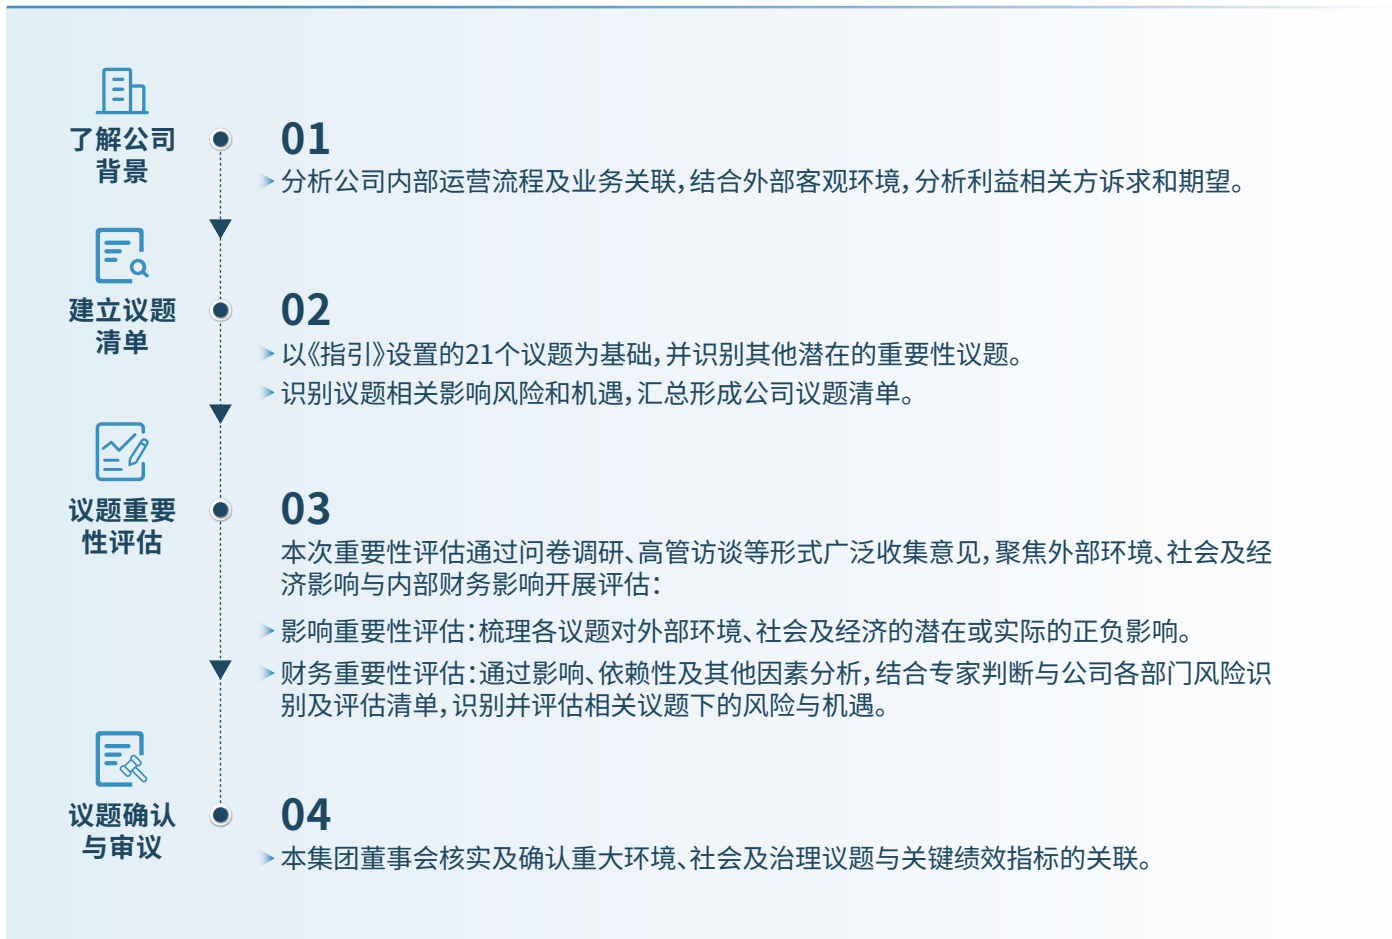 了解公司
背景
01
分析公司内部运营流程及业务关联，结合外部客观环境，分析利益相关方诉求和期望。
建立议题
清单
02
以《指引》设置的21个议题为基础，并识别其他潜在的重要性议题。
识别议题相关影响风险和机遇，汇总形成公司议题清单。
议题重要
性评估
03
本次重要性评估通过问卷调研、高管访谈等形式广泛收集意见，聚焦外部环境、社会及经
济影响与内部财务影响开展评估：
影响重要性评估：梳理各议题对外部环境、社会及经济的潜在或实际的正负影响。
财务重要性评估：通过影响、依赖性及其他因素分析，结合专家判断与公司各部门风险识
别及评估清单，识别并评估相关议题下的风险与机遇。
议题确认
与审议
04
本集团董事会核实及确认重大环境、社会及治理议题与关键绩效指标的关联。